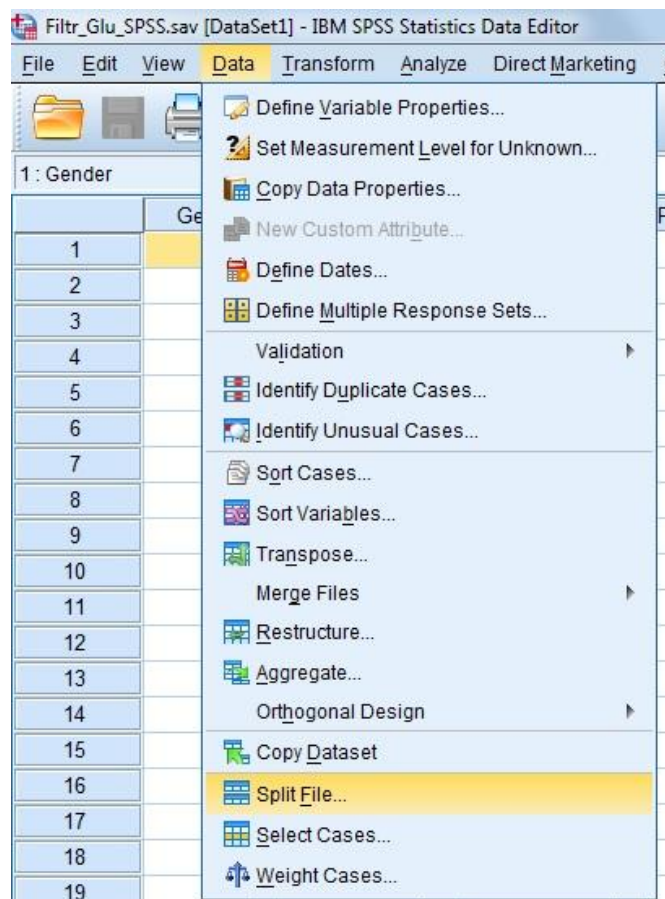 Filtr_Glu_SPSS.sav [DataSet1] - IBM SPSS Statistics Data Editor
File Edit View Data Transform Analyze Direct Marketing
1 : Gender
Ge
1
2
3
4
5
6
7
8
9
10
11
12
13
14
15
16
17
18
19
Define Variable Properties...
Set Measurement Level for Unknown...
Copy Data Properties...
New Custom Attribute...
Define Dates...
Define Multiple Response Sets...
Validation
Identify Duplicate Cases...
Identify Unusual Cases...
Sort Cases...
Sort Variables...
Transpose...
Merge Files
Restructure...
Aggregate...
Orthogonal Design
Copy Dataset
Split File...
Select Cases...
Weight Cases...